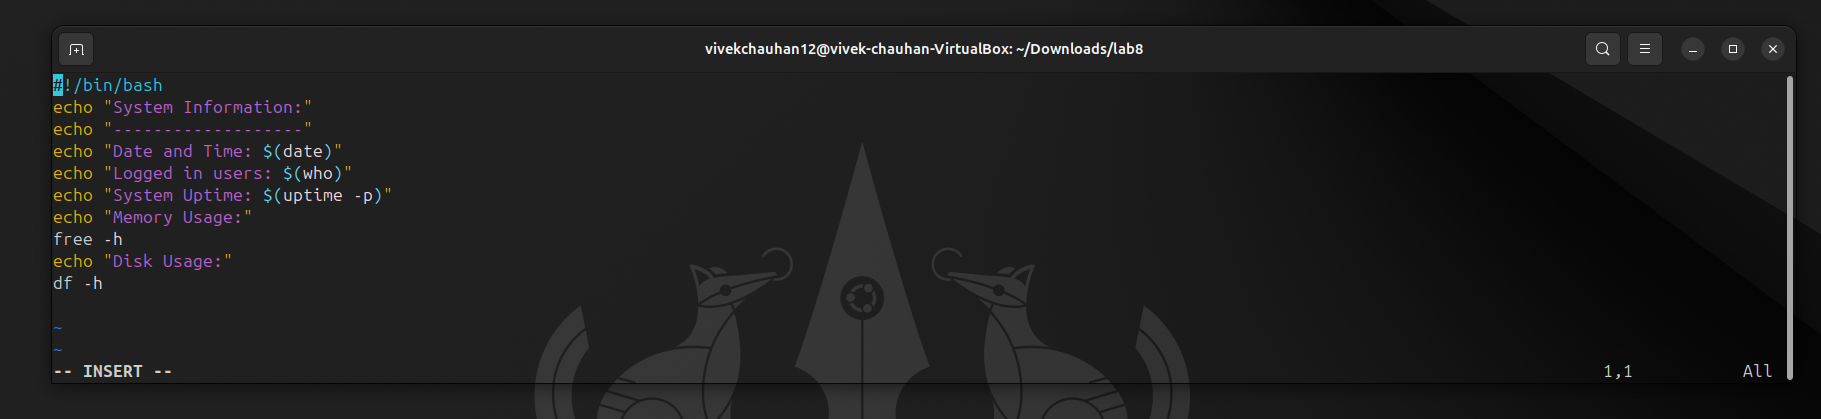 vivekchauhan12@vivek-chauhan-VirtualBox: ~/Downloads/lab8
#!/bin/bash
echo "System Information:"
echo "-------------------"
echo "Date and Time: $(date)"
echo "Logged in users: $(who)"
echo "System Uptime: $(uptime -p)"
echo "Memory Usage:"
free -h
echo "Disk Usage:"
df -h
~
~
-- INSERT -- 1,1 All